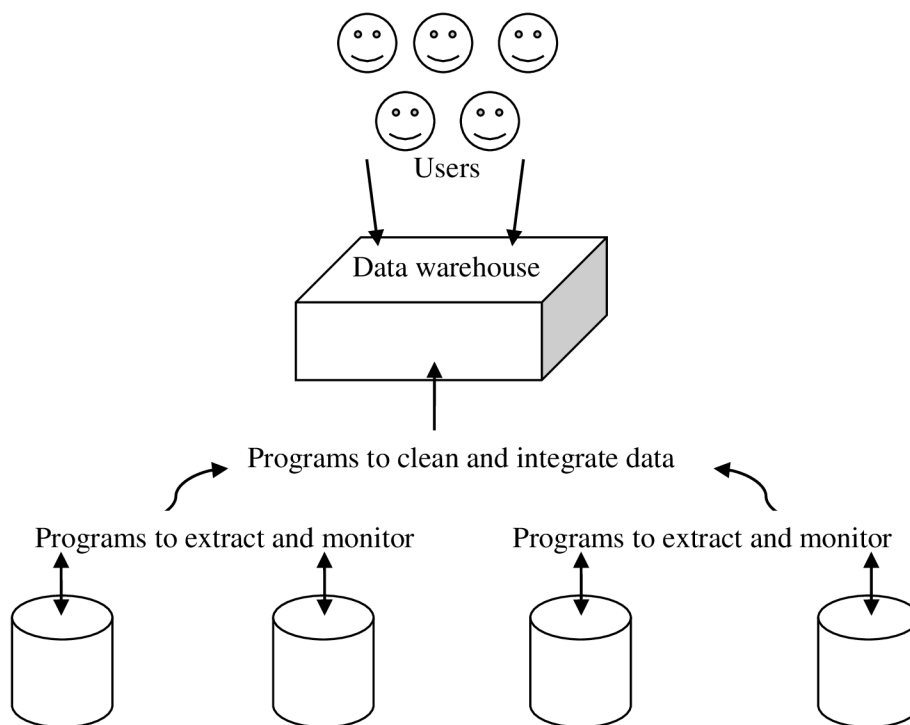 Users
Data warehouse
Programs to clean and integrate data
Programs to extract and monitor
Programs to extract and monitor